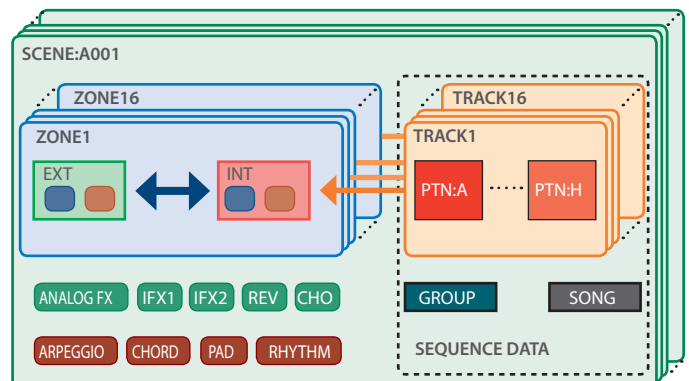 SCENE:A001
ZONE16
TRACK16
ZONE1
TRACK1
EXT
INT
PTN:A
PTN:H
ANALOG FX
IFX1
IFX2
REV
CHO
GROUP
SONG
ARPEGGIO
CHORD
PAD
RHYTHM
SEQUENCE DATA